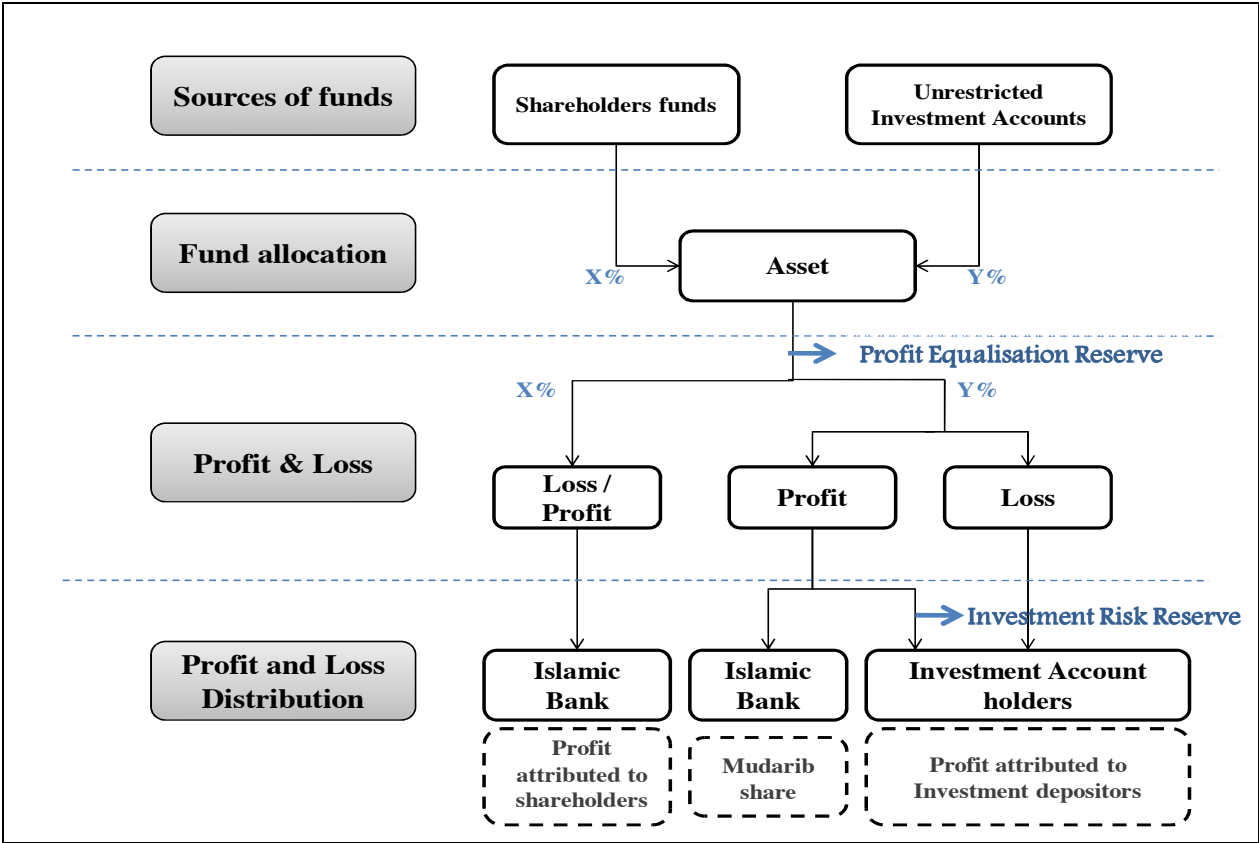 Sources of funds
Shareholders funds
Unrestricted
Investment Accounts
Fund allocation
Asset
X%
Y%
Profit Equalisation Reserve
X%
Y%
Profit & Loss
Loss /
Profit
Profit
Loss
Investment Risk Reserve
Profit and Loss
Distribution
Islamic
Bank
Islamic
Bank
Investment Account
holders
Profit
attributed to
shareholders
Mudarib
share
Profit attributed to
Investment depositors